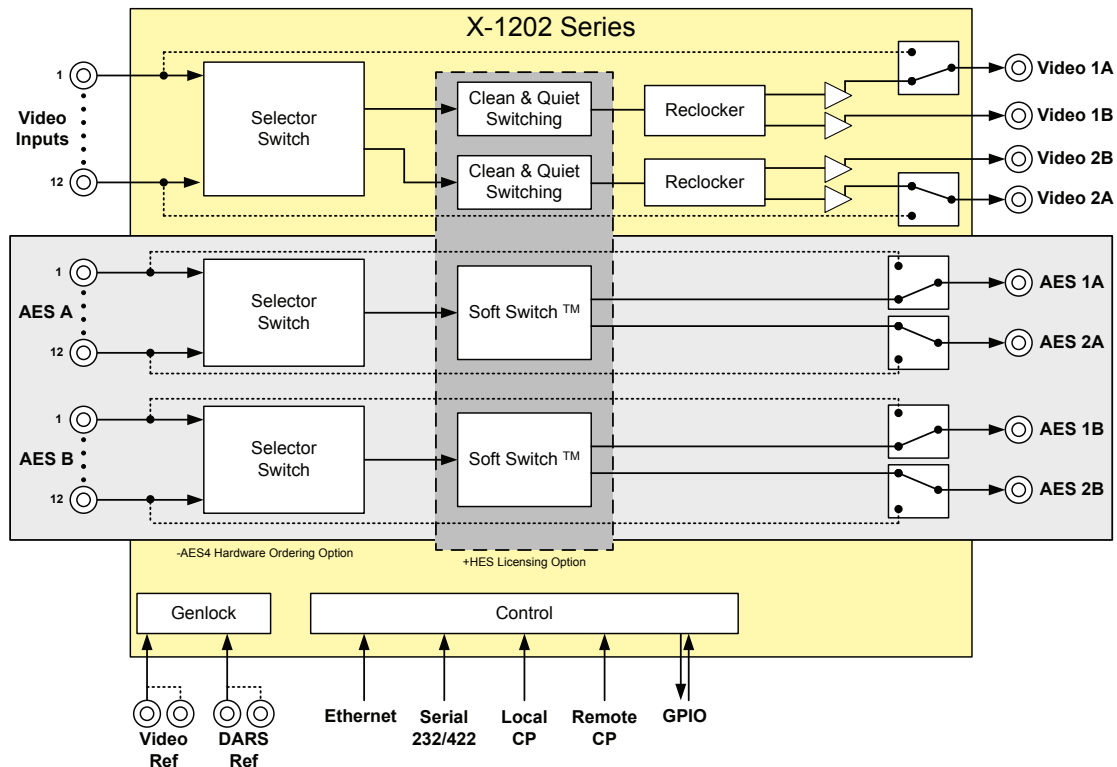 X-1202 Series
1
Video
Inputs
12
Selector
Switch
Clean & Quiet
Switching
Clean & Quiet
Switching
Reclocker
Reclocker
Video 1A
Video 1B
Video 2B
Video 2A
1
AES A
12
Selector
Switch
Soft Switch TM
AES 1A
AES 2A
1
AES B
12
Selector
Switch
Soft Switch TM
AES 1B
AES 2B
-AES4 Hardware Ordering Option
+HES Licensing Option
Genlock
Control
Video
Ref
DARS
Ref
Ethernet
Serial
232/422
Local
CP
Remote
CP
GPIO